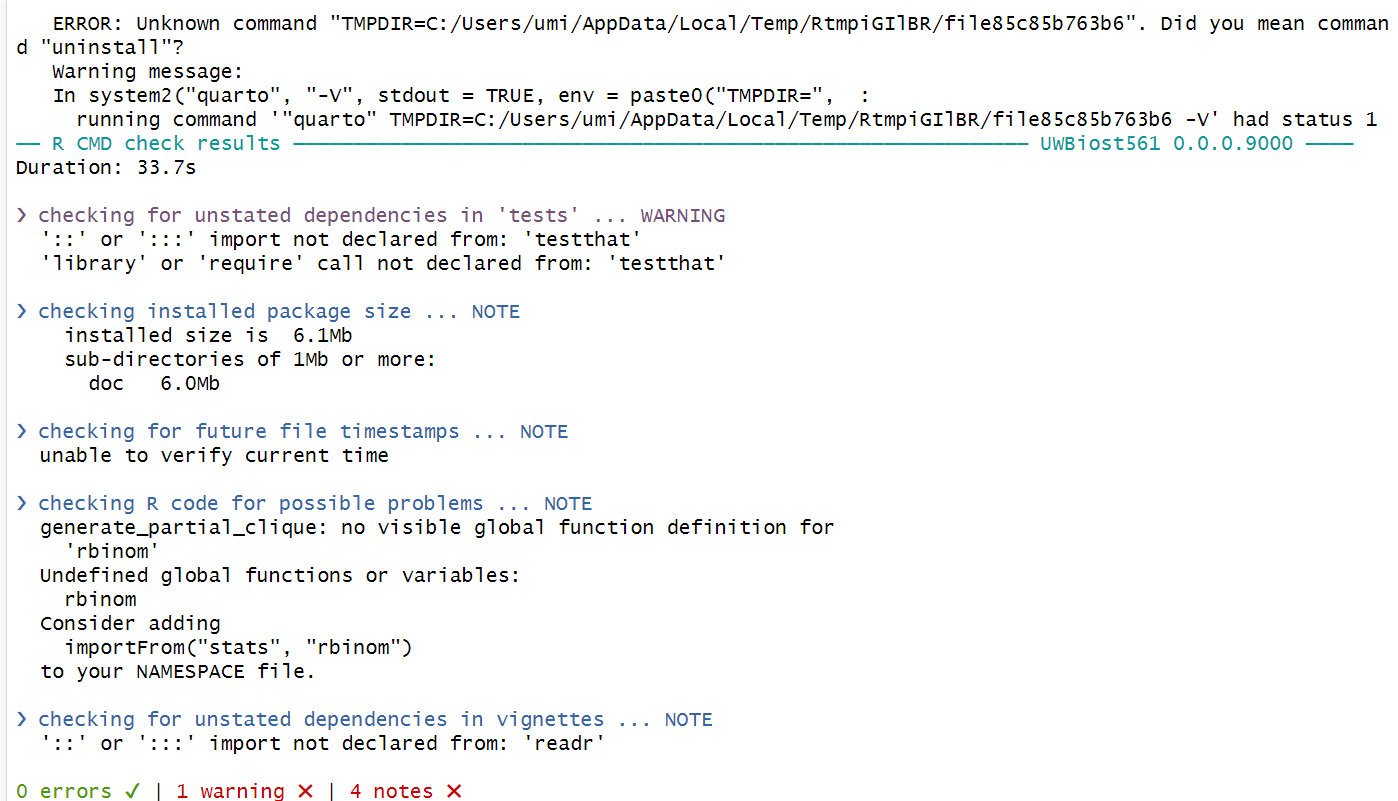 ERROR: Unknown command "TMPDIR=C:/Users/umi/AppData/Local/Temp/RtmpiGIlBR/file85c85b763b6". Did you mean comman
d "uninstall"?
   Warning message:
   In system2("quarto", "-V", stdout = TRUE, env = paste0("TMPDIR=",  :
     running command '"quarto" TMPDIR=C:/Users/umi/AppData/Local/Temp/RtmpiGIlBR/file85c85b763b6 -V' had status 1
── R CMD check results ───────────────────────────────────────────────────────────── UWBiost561 0.0.0.9000 ────
Duration: 33.7s

❯ checking for unstated dependencies in 'tests' ... WARNING
  '::' or ':::' import not declared from: 'testthat'
  'library' or 'require' call not declared from: 'testthat'

❯ checking installed package size ... NOTE
    installed size is  6.1Mb
    sub-directories of 1Mb or more:
      doc   6.0Mb

❯ checking for future file timestamps ... NOTE
  unable to verify current time

❯ checking R code for possible problems ... NOTE
  generate_partial_clique: no visible global function definition for
    'rbinom'
  Undefined global functions or variables:
    rbinom
  Consider adding
    importFrom("stats", "rbinom")
  to your NAMESPACE file.

❯ checking for unstated dependencies in vignettes ... NOTE
  '::' or ':::' import not declared from: 'readr'

0 errors ✓ | 1 warning ✕ | 4 notes ✕